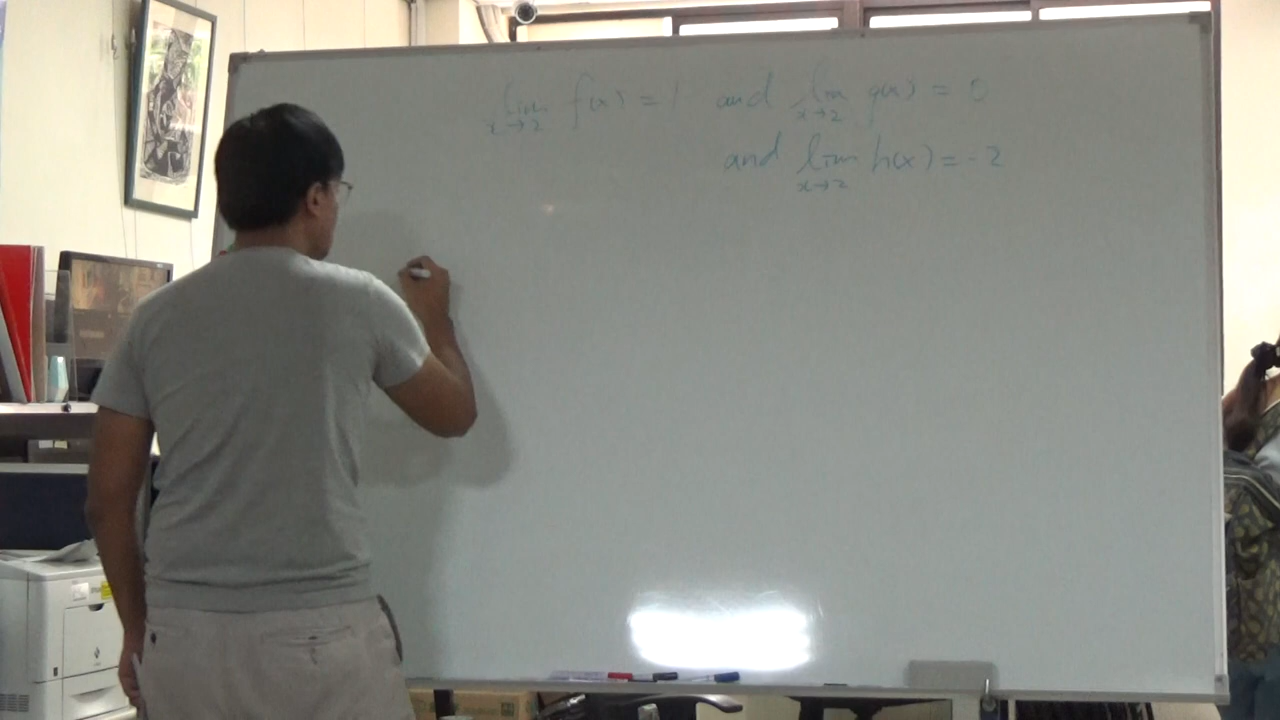 lim x→2 f(x) = 1 and lim x→2 g(x) = 0
and lim x→2 h(x) = -2